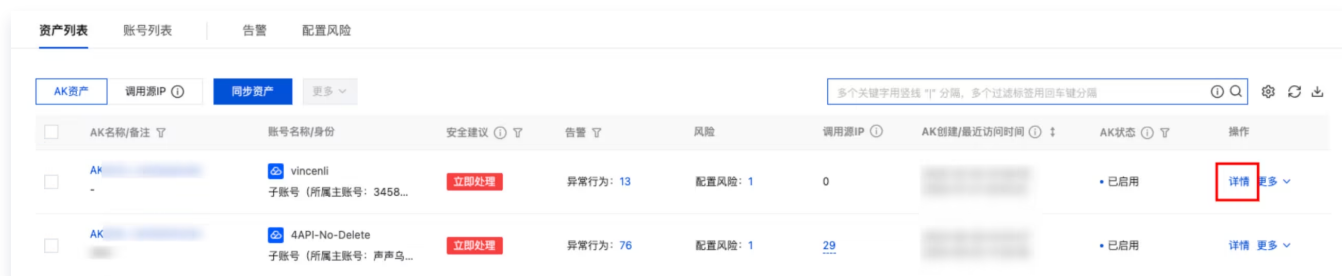 资产列表 账号列表 告警 配置风险
AK资产 调用源IP 同步资产 更多 多个关键字用竖线 "|" 分隔，多个过滤标签用回车键分隔
AK名称/备注 账号名称/身份 安全建议 告警 风险 调用源IP AK创建/最近访问时间 AK状态 操作
AK vincenli
- 子账号（所属主账号：3458...
立即处理 异常行为：13 配置风险：1 0 已启用 详情 更多
AK 4API-No-Delete
子账号（所属主账号：声声乌...
立即处理 异常行为：76 配置风险：1 29 已启用 详情 更多